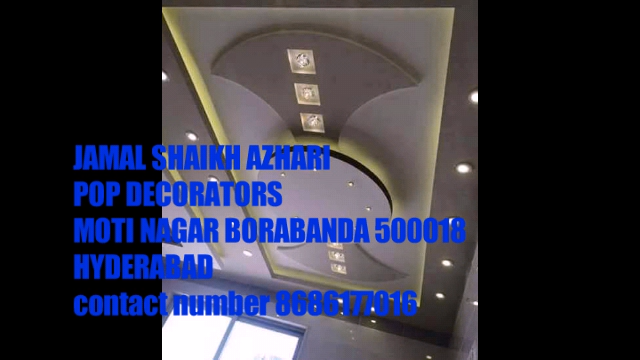 JAMAL SHAIKH AZHARI
POP DECORATORS
MOTI NAGAR BORABANDA 500018
HYDERABAD
contact number 8686177016